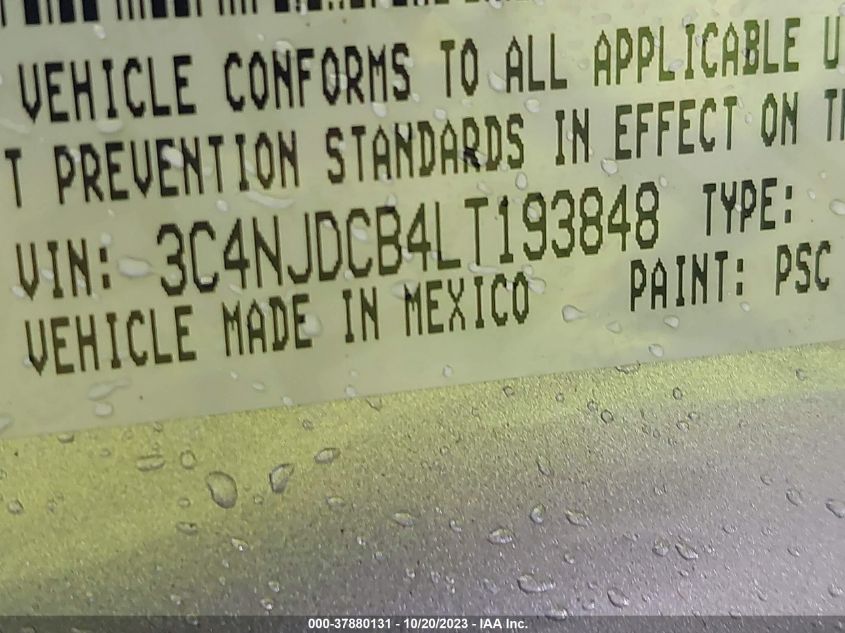 VEHICLE CONFORMS TO ALL APPLICABLE U
T PREVENTION STANDARDS IN EFFECT ON TH
VIN: 3C4NJDCB4LT193848 TYPE:
VEHICLE MADE IN MEXICO PAINT: PSC
000-37880131 - 10/20/2023 - IAA Inc.